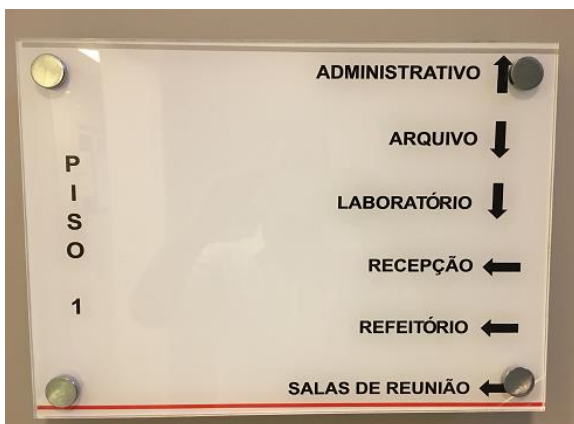 PISO 1
ADMINISTRATIVO
ARQUIVO
LABORATÓRIO
RECEPÇÃO
REFEITÓRIO
SALAS DE REUNIÃO